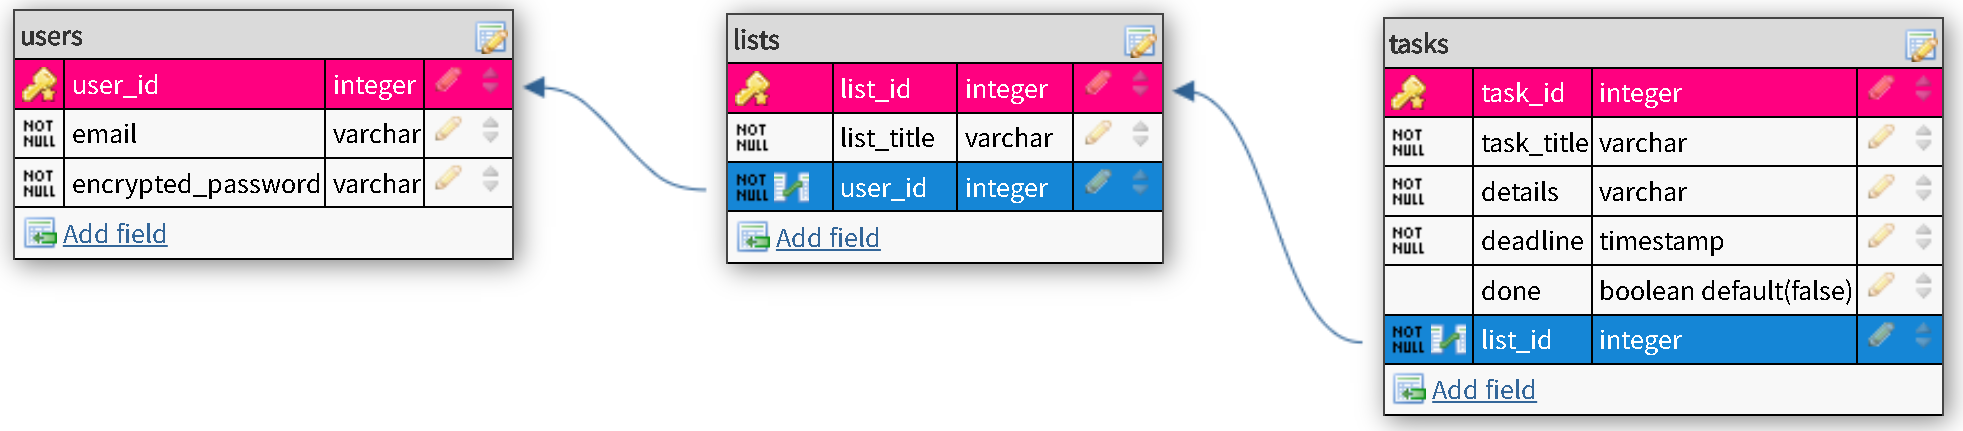 users
user_id integer
NOT NULL email varchar
NOT NULL encrypted_password varchar
Add field
lists
list_id integer
NOT NULL list_title varchar
NOT NULL user_id integer
Add field
tasks
task_id integer
NOT NULL task_title varchar
NOT NULL details varchar
NOT NULL deadline timestamp
done boolean default(false)
NOT NULL list_id integer
Add field